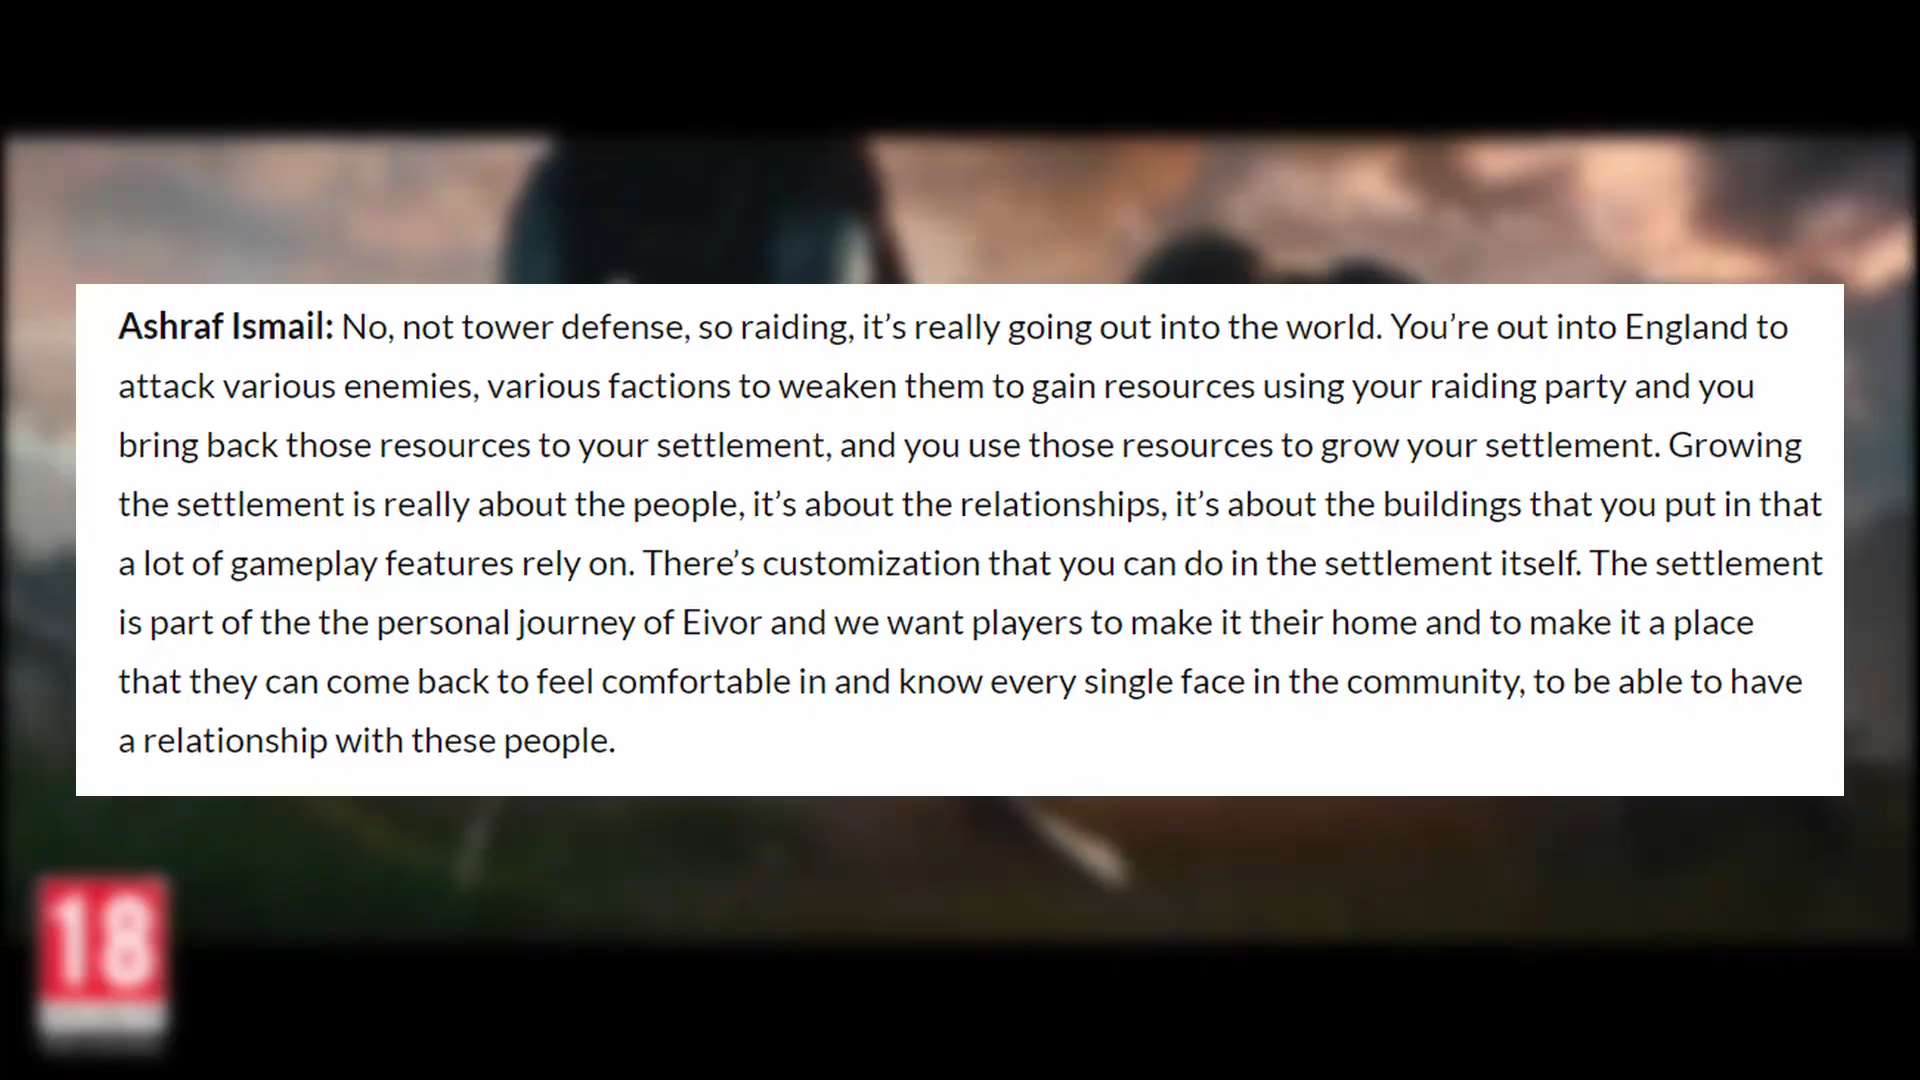 Ashraf Ismail: No, not tower defense, so raiding, it’s really going out into the world. You’re out into England to
attack various enemies, various factions to weaken them to gain resources using your raiding party and you
bring back those resources to your settlement, and you use those resources to grow your settlement. Growing
the settlement is really about the people, it’s about the relationships, it’s about the buildings that you put in that
a lot of gameplay features rely on. There’s customization that you can do in the settlement itself. The settlement
is part of the the personal journey of Eivor and we want players to make it their home and to make it a place
that they can come back to feel comfortable in and know every single face in the community, to be able to have
a relationship with these people.
18